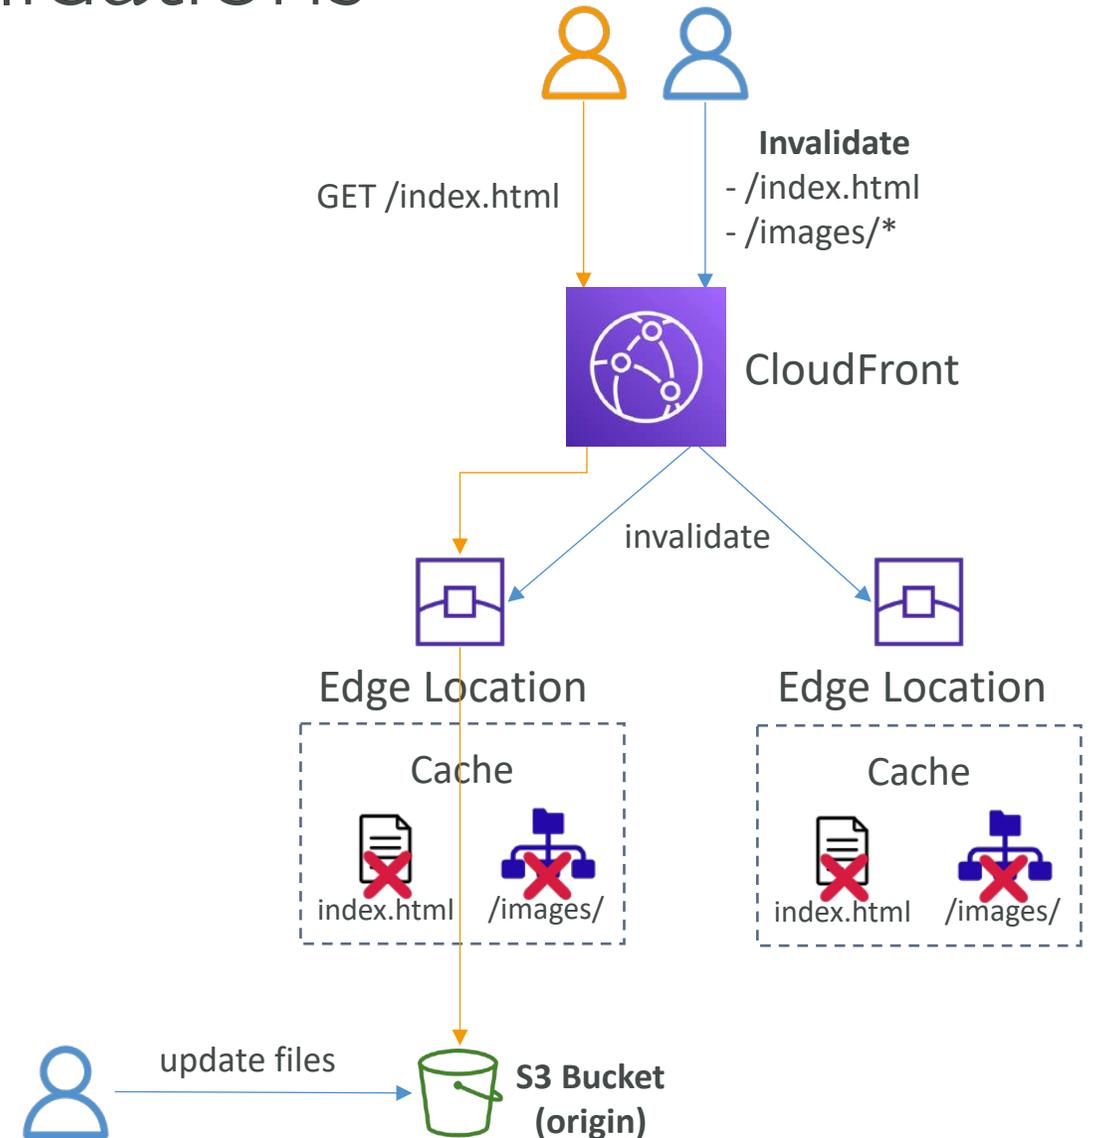 GET /index.html
Invalidate
- /index.html
- /images/*
CloudFront
invalidate
Edge Location
Edge Location
Cache
Cache
index.html
/images/
index.html
/images/
update files
S3 Bucket
(origin)